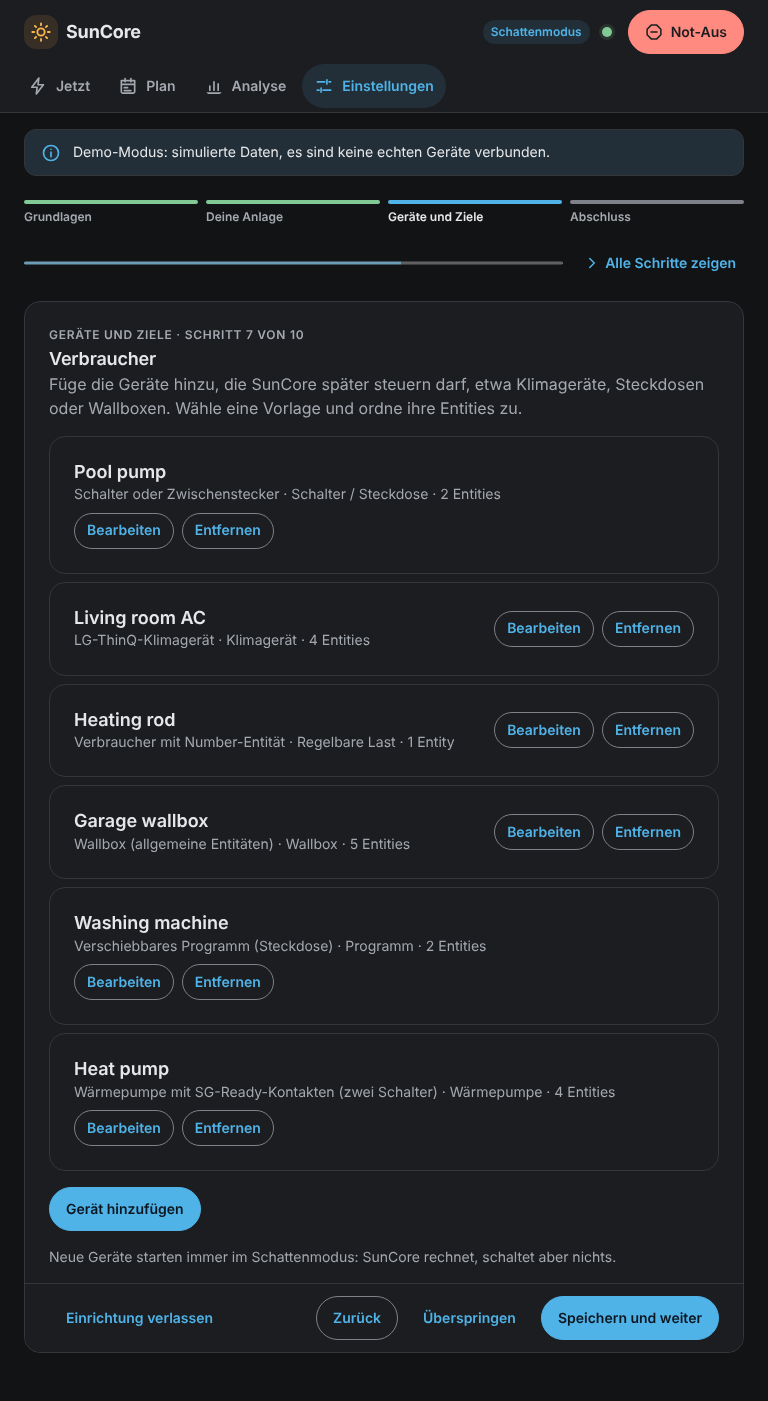 SunCore
Schattenmodus
Not-Aus
Jetzt
Plan
Analyse
Einstellungen
Demo-Modus: simulierte Daten, es sind keine echten Geräte verbunden.
Grundlagen
Deine Anlage
Geräte und Ziele
Abschluss
Alle Schritte zeigen
GERÄTE UND ZIELE · SCHRITT 7 VON 10
Verbraucher
Füge die Geräte hinzu, die SunCore später steuern darf, etwa Klimageräte, Steckdosen
oder Wallboxen. Wähle eine Vorlage und ordne ihre Entities zu.
Pool pump
Schalter oder Zwischenstecker · Schalter / Steckdose · 2 Entities
Bearbeiten
Entfernen
Living room AC
LG-ThinQ-Klimagerät · Klimagerät · 4 Entities
Bearbeiten
Entfernen
Heating rod
Verbraucher mit Number-Entität · Regelbare Last · 1 Entity
Bearbeiten
Entfernen
Garage wallbox
Wallbox (allgemeine Entitäten) · Wallbox · 5 Entities
Bearbeiten
Entfernen
Washing machine
Verschiebbares Programm (Steckdose) · Programm · 2 Entities
Bearbeiten
Entfernen
Heat pump
Wärmepumpe mit SG-Ready-Kontakten (zwei Schalter) · Wärmepumpe · 4 Entities
Bearbeiten
Entfernen
Gerät hinzufügen
Neue Geräte starten immer im Schattenmodus: SunCore rechnet, schaltet aber nichts.
Einrichtung verlassen
Zurück
Überspringen
Speichern und weiter